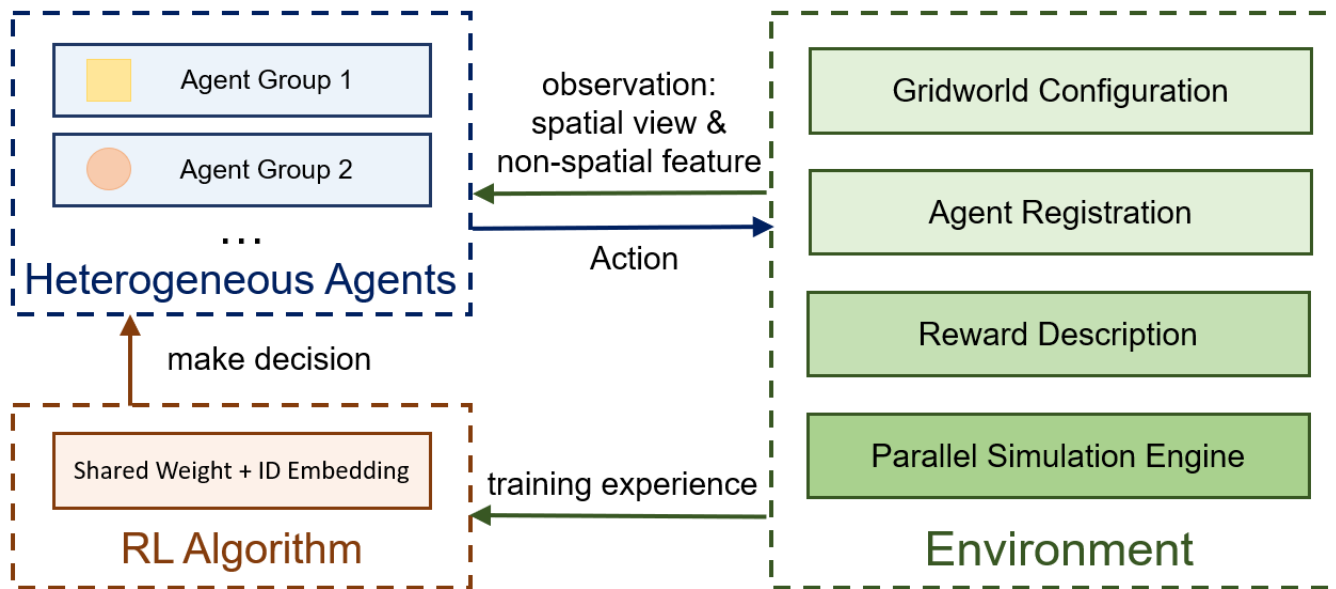 Agent Group 1
Agent Group 2
...
Heterogeneous Agents
observation:
spatial view &
non-spatial feature
Action
make decision
Shared Weight + ID Embedding
RL Algorithm
training experience
Gridworld Configuration
Agent Registration
Reward Description
Parallel Simulation Engine
Environment